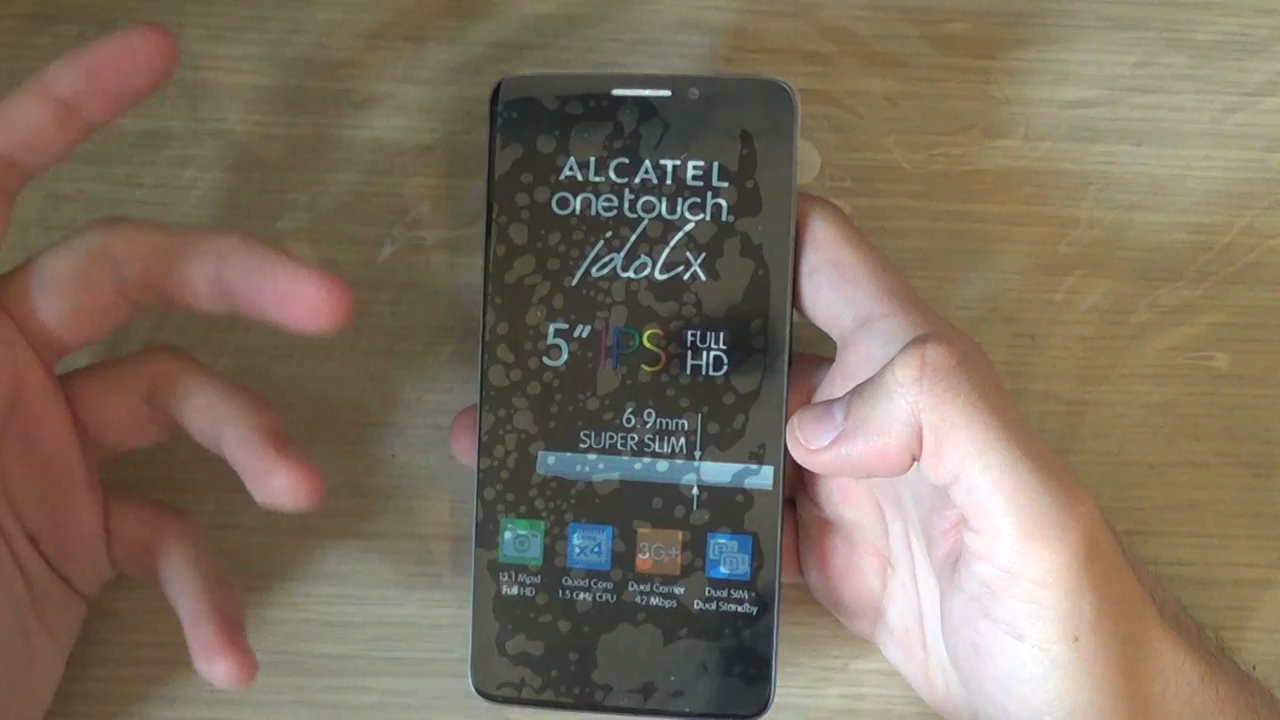 ALCATEL
onetouch
idol x
5" IPS FULL HD
6.9mm
SUPER SLIM
x4
3G+
13.1 Mpxl
Full HD
Quad Core
1.5 GHz CPU
Dual Carrier
42 Mbps
Dual SIM
Dual Standby